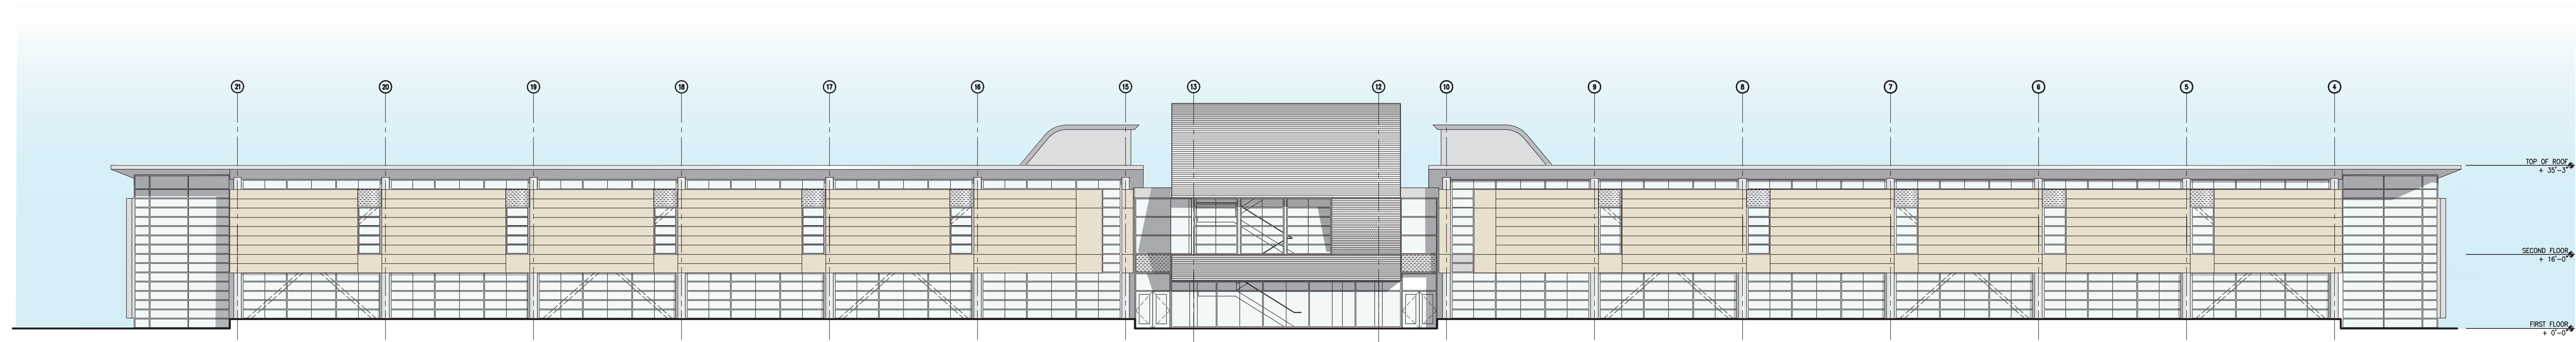 21 20 19 18 17 16 15 13 12 10 9 8 7 6 5 4
TOP OF ROOF
+ 35'-3"
SECOND FLOOR
+ 16'-0"
FIRST FLOOR
+ 0'-0"